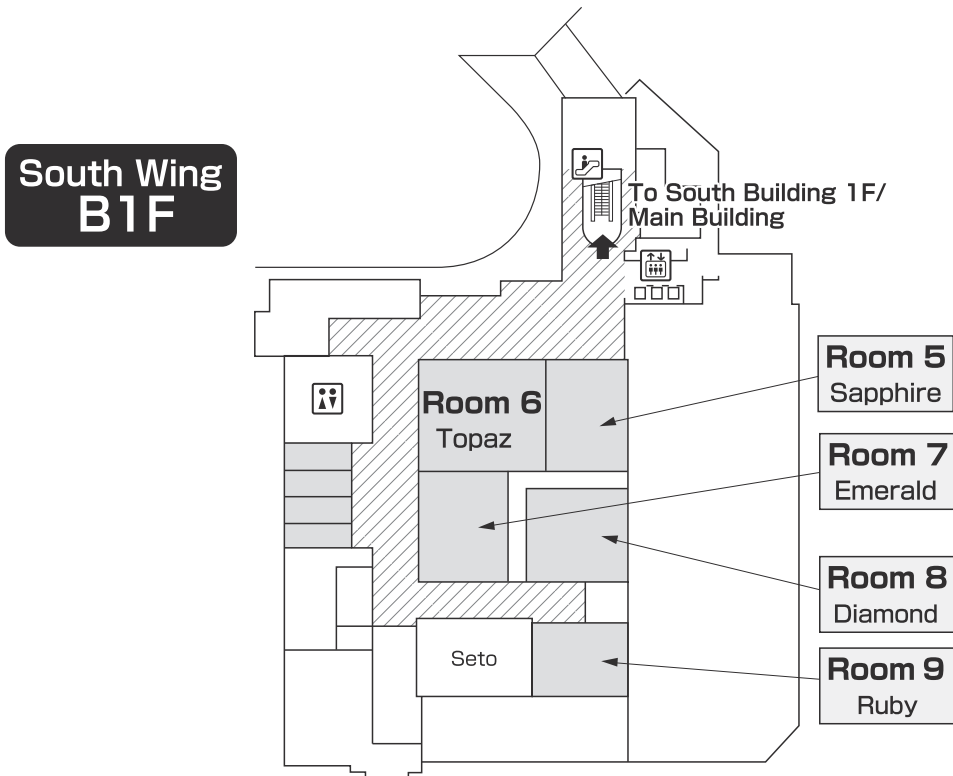 South Wing
B1F
To South Building 1F/
Main Building
Room 5
Sapphire
Room 6
Topaz
Room 7
Emerald
Room 8
Diamond
Seto
Room 9
Ruby